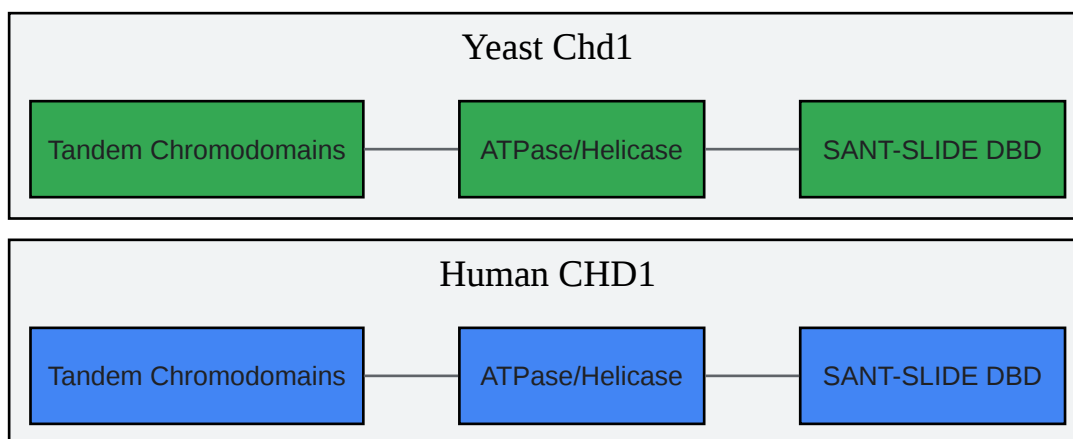 Yeast Chd1
Tandem Chromodomains
ATPase/Helicase
SANT-SLIDE DBD
Human CHD1
Tandem Chromodomains
ATPase/Helicase
SANT-SLIDE DBD